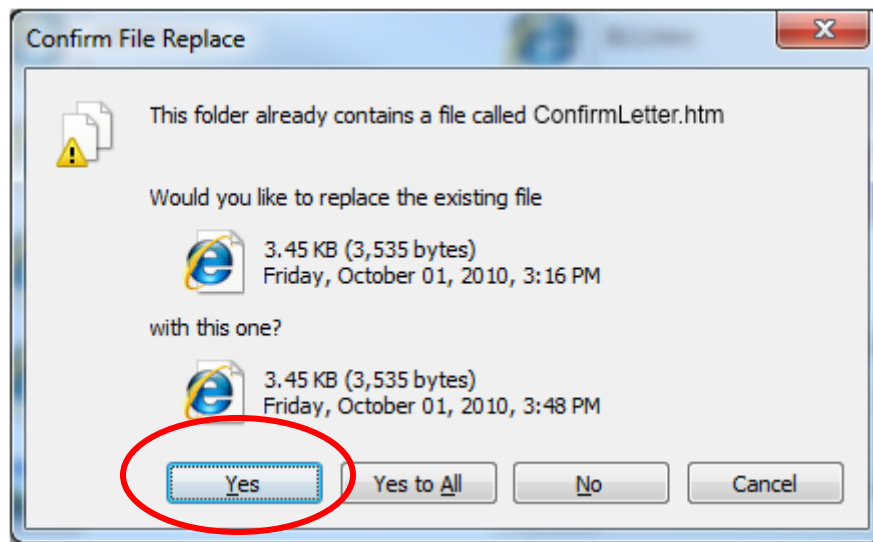 Confirm File Replace
This folder already contains a file called ConfirmLetter.htm
Would you like to replace the existing file
3.45 KB (3,535 bytes)
Friday, October 01, 2010, 3:16 PM
with this one?
3.45 KB (3,535 bytes)
Friday, October 01, 2010, 3:48 PM
Yes Yes to All No Cancel